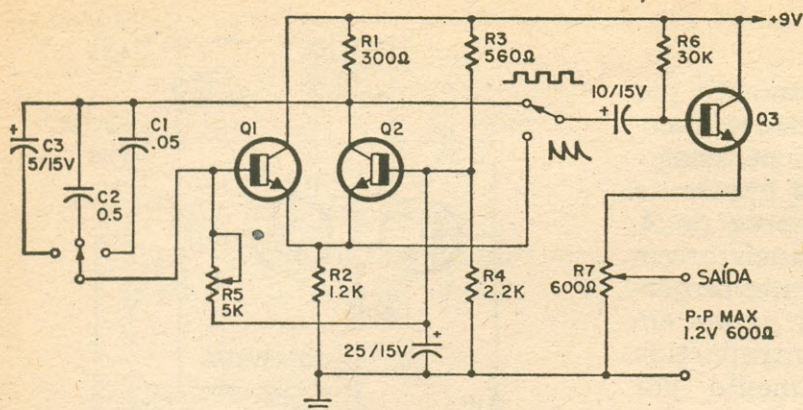 R1
300Ω
R3
560Ω
R6
30K
+9V
10/15V
+
Q3
+
C3
5/15V
C2
0.5
C1
.05
Q1
Q2
R5
5K
R2
1.2K
R4
2.2K
+
25/15V
R7
600Ω
SAÍDA
P-P MAX
1.2V 600Ω